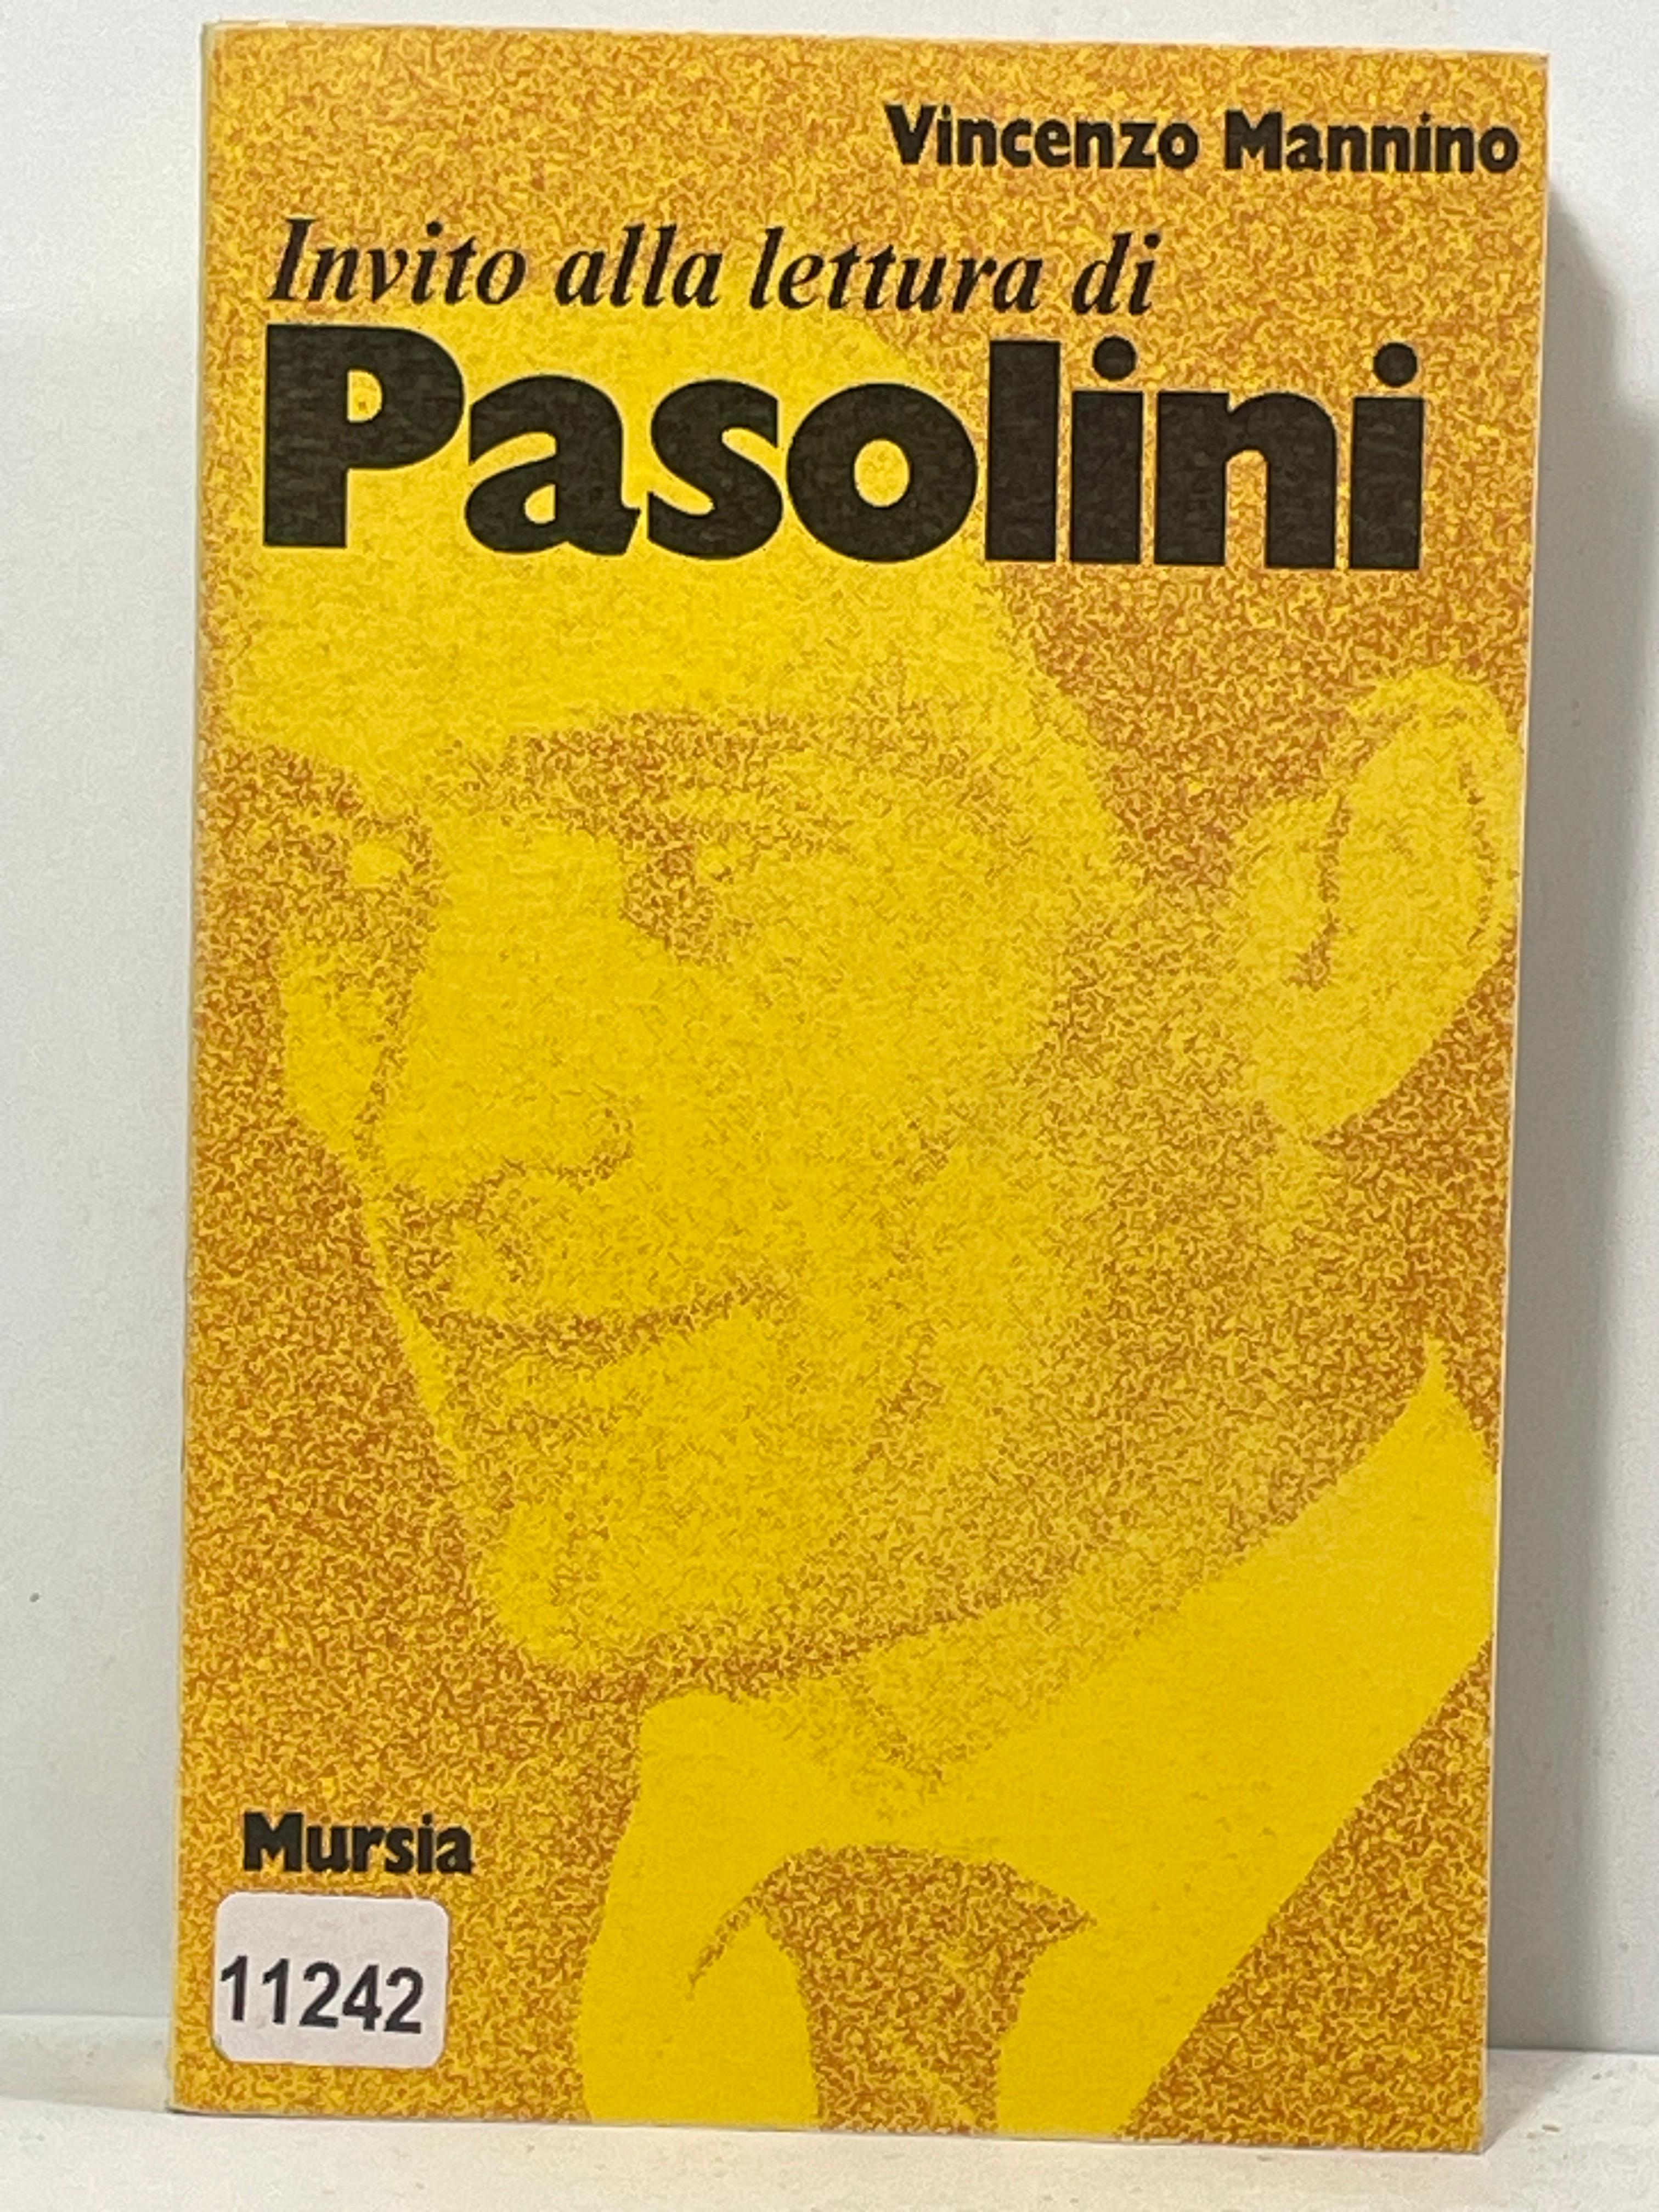 Vincenzo Mannino
Invito alla lettura di
Pasolini
Mursia
11242